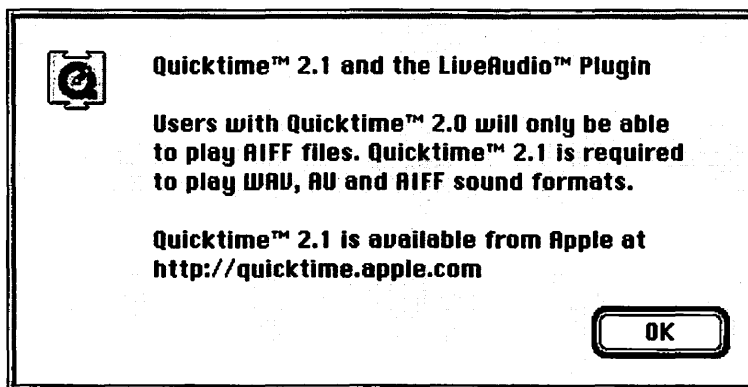 Quicktime™ 2.1 and the LiveAudio™ Plugin
Users with Quicktime™ 2.0 will only be able
to play AIFF files. Quicktime™ 2.1 is required
to play WAV, AU and AIFF sound formats.
Quicktime™ 2.1 is available from Apple at
http://quicktime.apple.com
OK